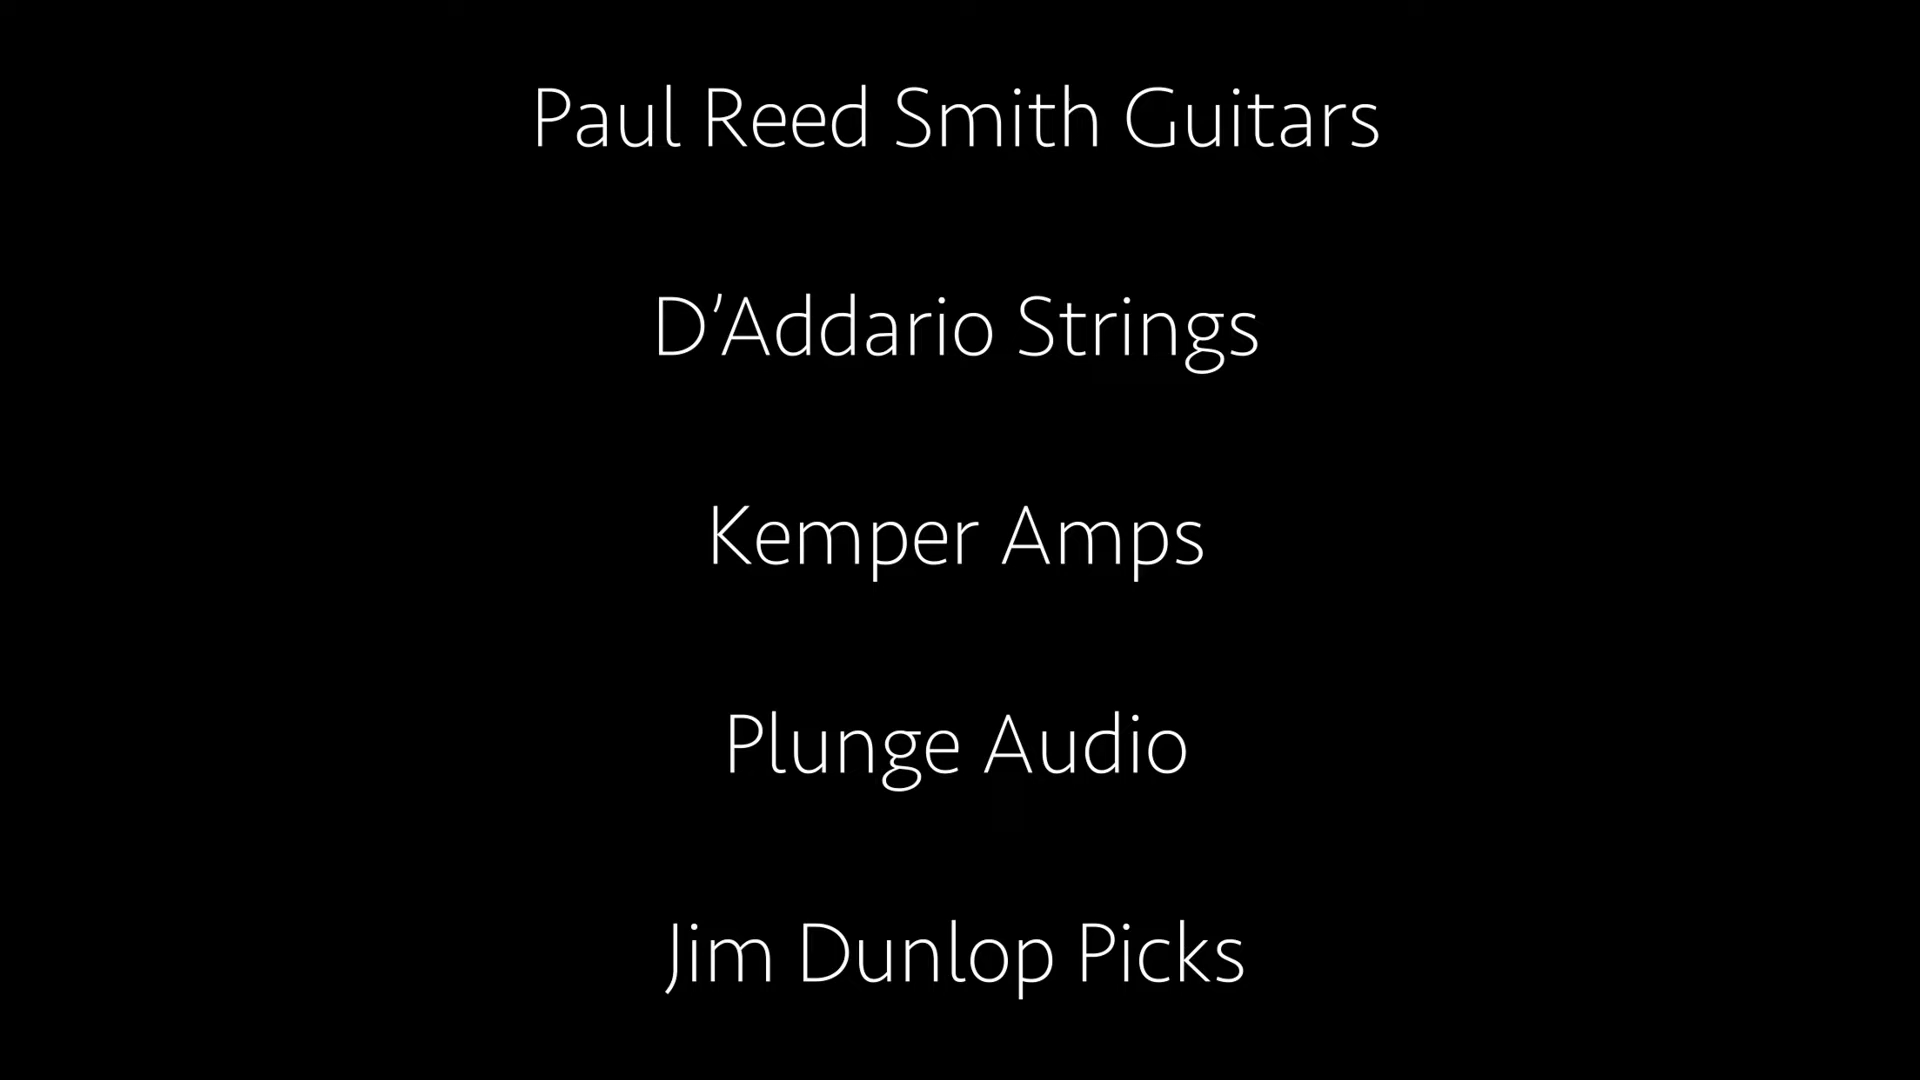 Paul Reed Smith Guitars
D’Addario Strings
Kemper Amps
Plunge Audio
Jim Dunlop Picks